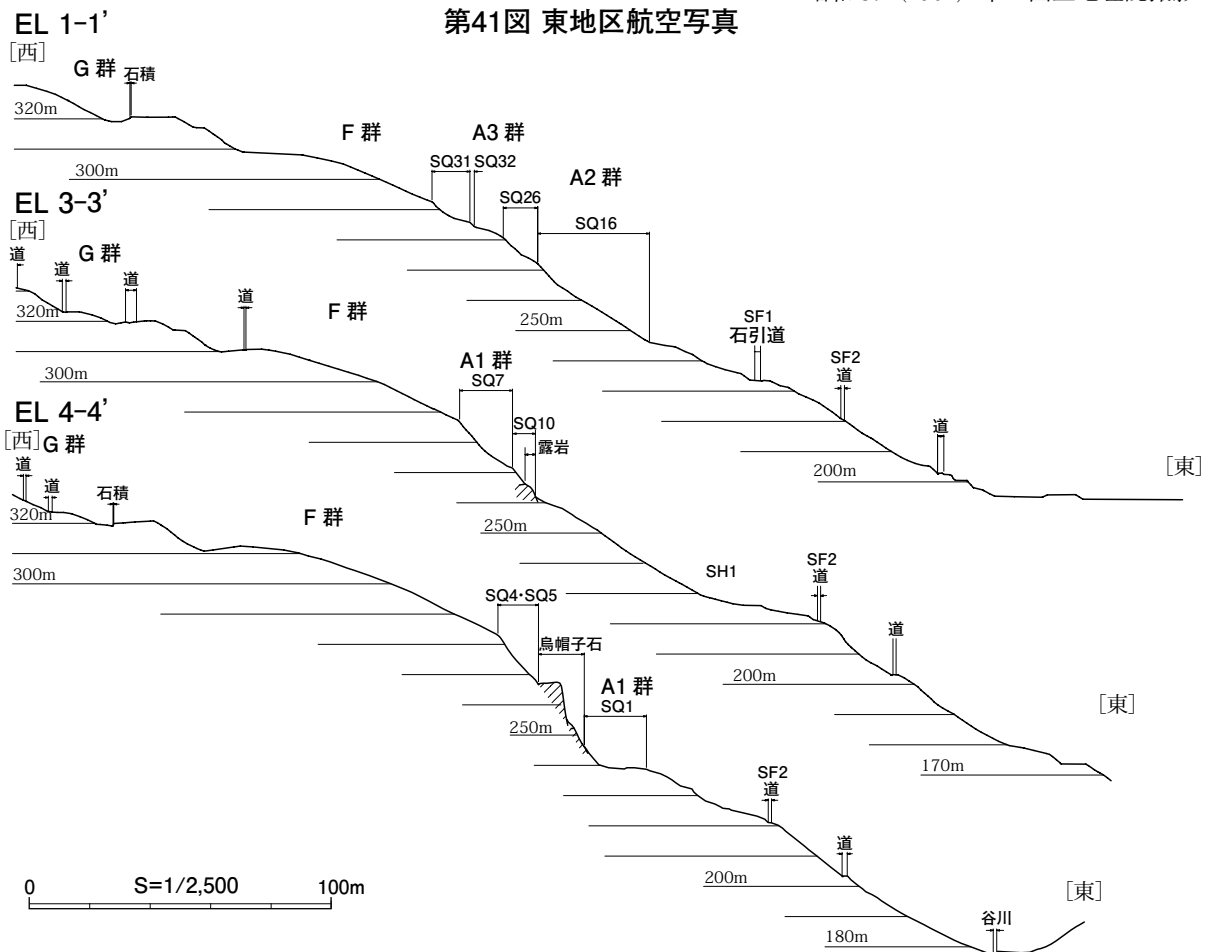 第41図 東地区航空写真
EL 1-1’
[西]
G 群
石積
320m
F 群
A3 群
SQ31
SQ32
300m
A2 群
SQ26
SQ16
250m
SF1
石引道
SF2
道
道
200m
[東]
EL 3-3’
[西]
道
道
G 群
道
道
320m
F 群
300m
A1 群
SQ7
SQ10
露岩
250m
SH1
SF2
道
道
200m
170m
[東]
EL 4-4’
[西]
G 群
道
道
石積
320m
F 群
300m
SQ4・SQ5
烏帽子石
A1 群
SQ1
250m
SF2
道
道
200m
谷川
180m
[東]
0
S=1/2,500
100m